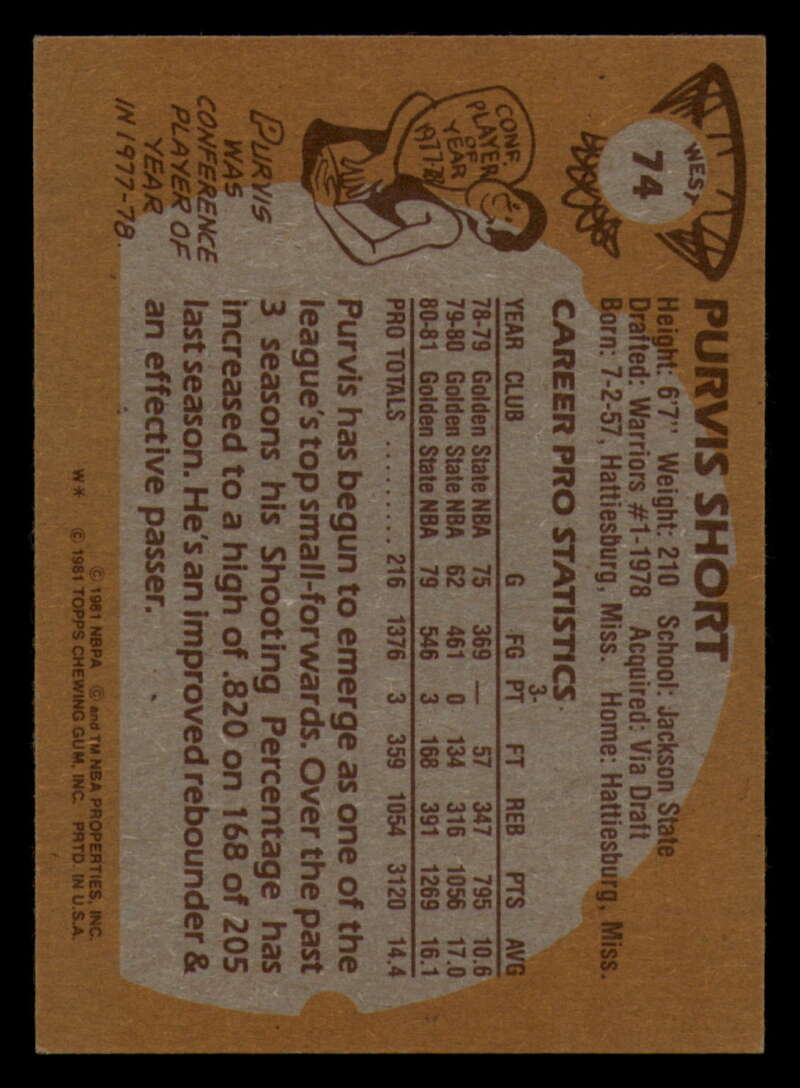 WEST
74
PURVIS SHORT
Height: 6'7" Weight: 210 School: Jackson State
Drafted: Warriors #1-1978 Acquired: Via Draft
Born: 7-2-57, Hattiesburg, Miss. Home: Hattiesburg, Miss.
CAREER PRO STATISTICS
3-
YEAR CLUB G FG PT FT REB PTS AVG
78-79 Golden State NBA 75 369 — 57 347 795 10.6
79-80 Golden State NBA 62 461 0 134 316 1056 17.0
80-81 Golden State NBA 79 546 3 168 391 1269 16.1
PRO TOTALS ......... 216 1376 3 359 1054 3120 14.4
Purvis has begun to emerge as one of the
league's top small-forwards. Over the past
3 seasons his Shooting Percentage has
increased to a high of .820 on 168 of 205
last season. He's an improved rebounder &
an effective passer.
CONF.
PLAYER
OF
YEAR
1977-78
PURVIS
WAS
CONFERENCE
PLAYER OF
YEAR
IN 1977-78.
© 1981 NBPA © and TM NBA PROPERTIES, INC.
W* © 1981 TOPPS CHEWING GUM, INC. PRTD. IN U.S.A.